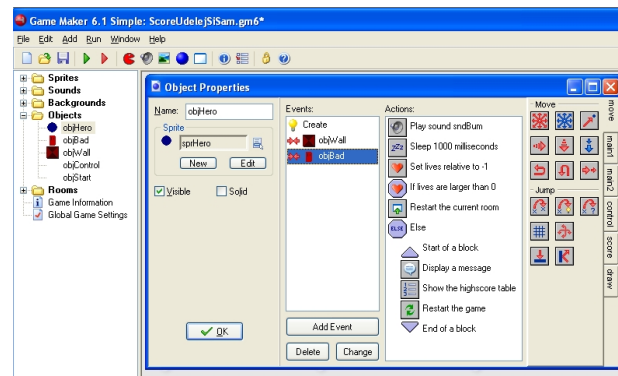 Game Maker 6.1 Simple: ScoreUdelejSiSam.gm6*
File Edit Add Run Window Help
Sprites
Sounds
Backgrounds
Objects
objHero
objBad
objWall
objControl
objStart
Rooms
Game Information
Global Game Settings
Object Properties
Name: objHero
Sprite
sprHero
New Edit
Visible Solid
OK
Events:
Create
objWall
objBad
Add Event
Delete Change
Actions:
Play sound sndBum
Sleep 1000 milliseconds
Set lives relative to -1
If lives are larger than 0
Restart the current room
ELSE Else
Start of a block
Display a message
Show the highscore table
Restart the game
End of a block
Move
Jump
move
main1
main2
control
score
draw